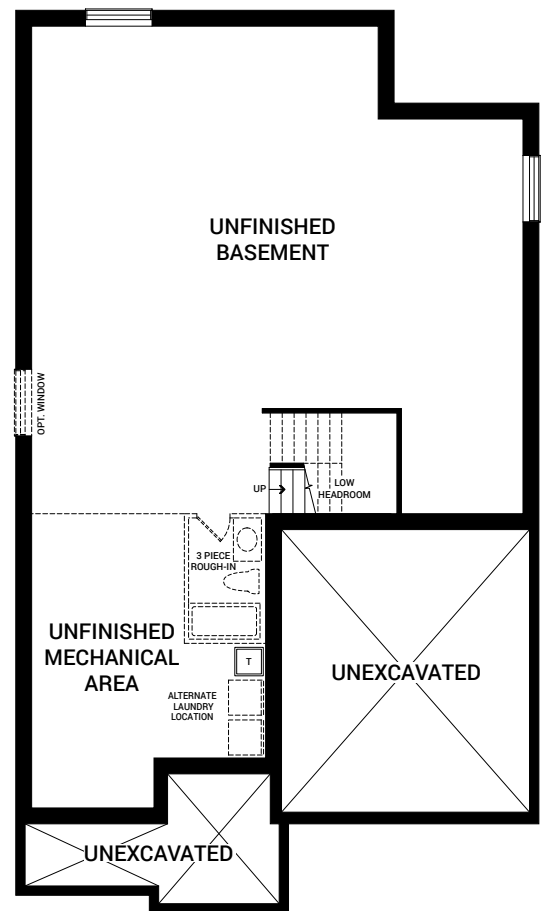 UNFINISHED
BASEMENT
OPT. WINDOW
UP
LOW
HEADROOM
3 PIECE
ROUGH-IN
UNFINISHED
MECHANICAL
AREA
T
ALTERNATE
LAUNDRY
LOCATION
UNEXCAVATED
UNEXCAVATED